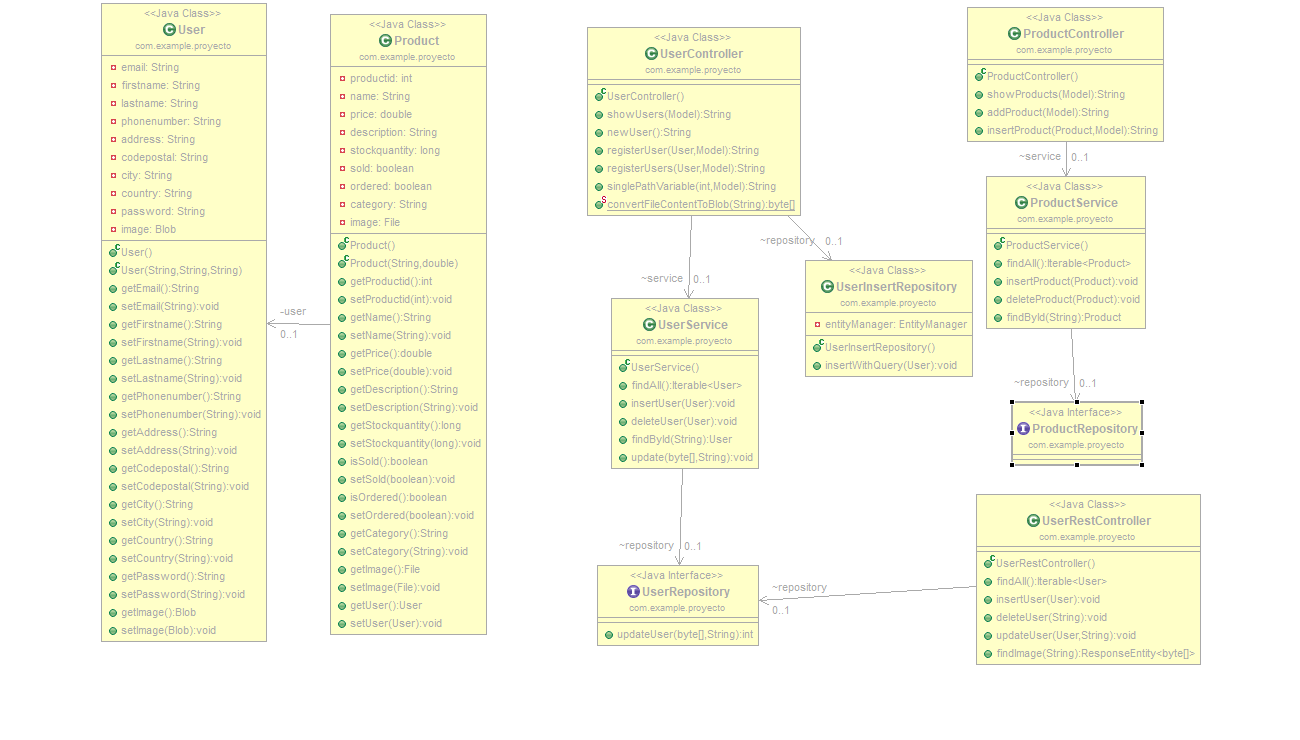 <<Java Class>>
User
com.example.proyecto
email: String
firstname: String
lastname: String
phonenumber: String
address: String
codepostal: String
city: String
country: String
password: String
image: Blob
User()
User(String,String,String)
getEmail():String
setEmail(String):void
getFirstname():String
setFirstname(String):void
getLastname():String
setLastname(String):void
getPhonenumber():String
setPhonenumber(String):void
getAddress():String
setAddress(String):void
getCodepostal():String
setCodepostal(String):void
getCity():String
setCity(String):void
getCountry():String
setCountry(String):void
getPassword():String
setPassword(String):void
getImage():Blob
setImage(Blob):void
-user
0..1
<<Java Class>>
Product
com.example.proyecto
productid: int
name: String
price: double
description: String
stockquantity: long
sold: boolean
ordered: boolean
category: String
image: File
Product()
Product(String,double)
getProductid():int
setProductid(int):void
getName():String
setName(String):void
getPrice():double
setPrice(double):void
getDescription():String
setDescription(String):void
getStockquantity():long
setStockquantity(long):void
isSold():boolean
setSold(boolean):void
isOrdered():boolean
setOrdered(boolean):void
getCategory():String
setCategory(String):void
getImage():File
setImage(File):void
getUser():User
setUser(User):void
<<Java Class>>
UserController
com.example.proyecto
UserController()
showUsers(Model):String
newUser():String
registerUser(User,Model):String
registerUsers(User,Model):String
singlePathVariable(int,Model):String
convertFileContentToBlob(String):byte[]
~repository 0..1
~service 0..1
<<Java Class>>
UserInsertRepository
com.example.proyecto
entityManager: EntityManager
UserInsertRepository()
insertWithQuery(User):void
<<Java Class>>
UserService
com.example.proyecto
UserService()
findAll():Iterable<User>
insertUser(User):void
deleteUser(User):void
findById(String):User
update(byte[],String):void
~repository 0..1
<<Java Interface>>
UserRepository
com.example.proyecto
updateUser(byte[],String):int
<<Java Class>>
ProductController
com.example.proyecto
ProductController()
showProducts(Model):String
addProduct(Model):String
insertProduct(Product,Model):String
~service 0..1
<<Java Class>>
ProductService
com.example.proyecto
ProductService()
findAll():Iterable<Product>
insertProduct(Product):void
deleteProduct(Product):void
findById(String):Product
~repository 0..1
<<Java Interface>>
ProductRepository
com.example.proyecto
<<Java Class>>
UserRestController
com.example.proyecto
UserRestController()
findAll():Iterable<User>
insertUser(User):void
deleteUser(String):void
updateUser(User,String):void
findImage(String):ResponseEntity<byte[]>
~repository
0..1